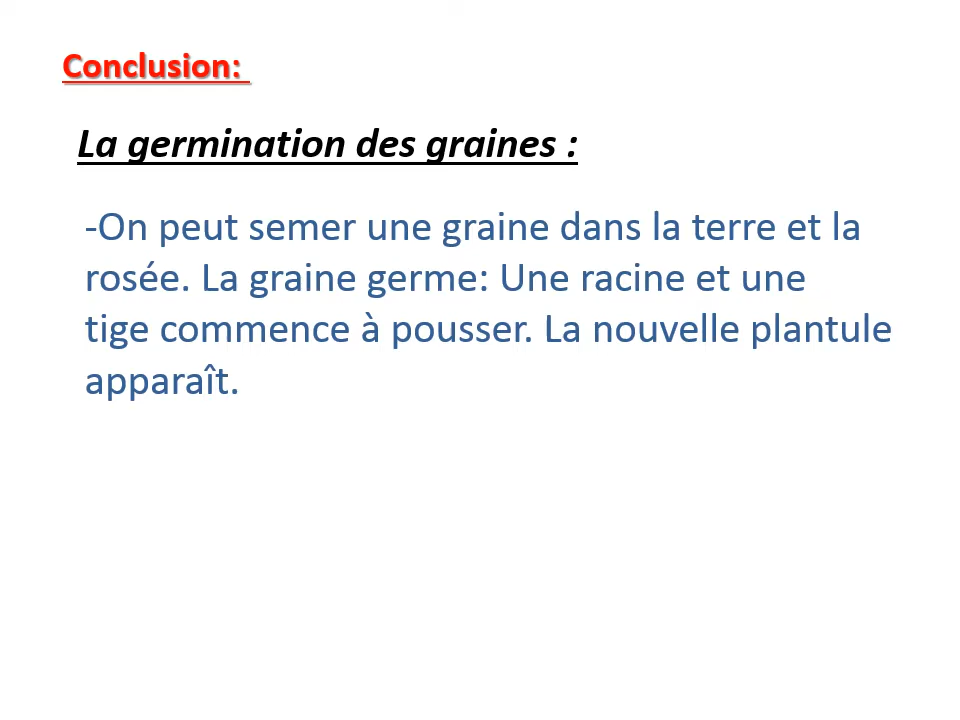 Conclusion:
La germination des graines :
-On peut semer une graine dans la terre et la
rosée. La graine germe: Une racine et une
tige commence à pousser. La nouvelle plantule
apparaît.